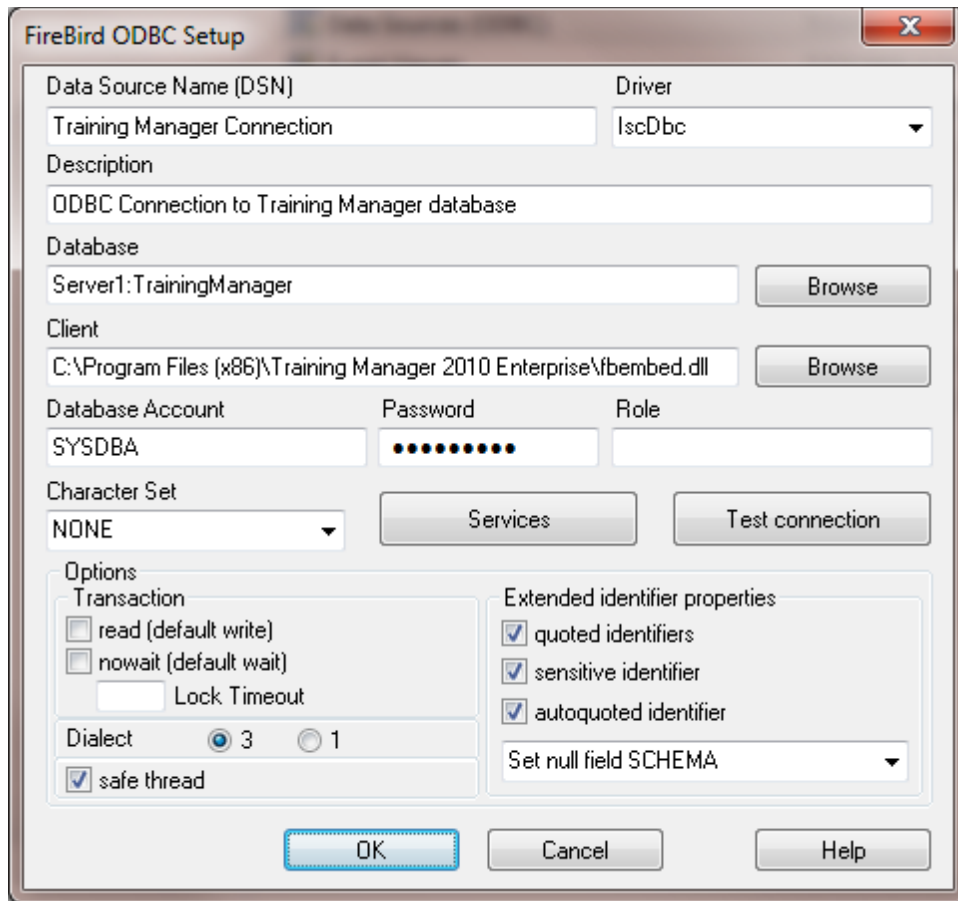 FireBird ODBC Setup
Data Source Name (DSN) Driver
Training Manager Connection IscDbc
Description
ODBC Connection to Training Manager database
Database
Server1:TrainingManager Browse
Client
C:\Program Files (x86)\Training Manager 2010 Enterprise\fbembed.dll Browse
Database Account Password Role
SYSDBA ●●●●●●●●●
Character Set
NONE Services Test connection
Options
Transaction Extended identifier properties
read (default write) quoted identifiers
nowait (default wait) sensitive identifier
Lock Timeout autoquoted identifier
Dialect 3 1
Set null field SCHEMA
safe thread
OK Cancel Help